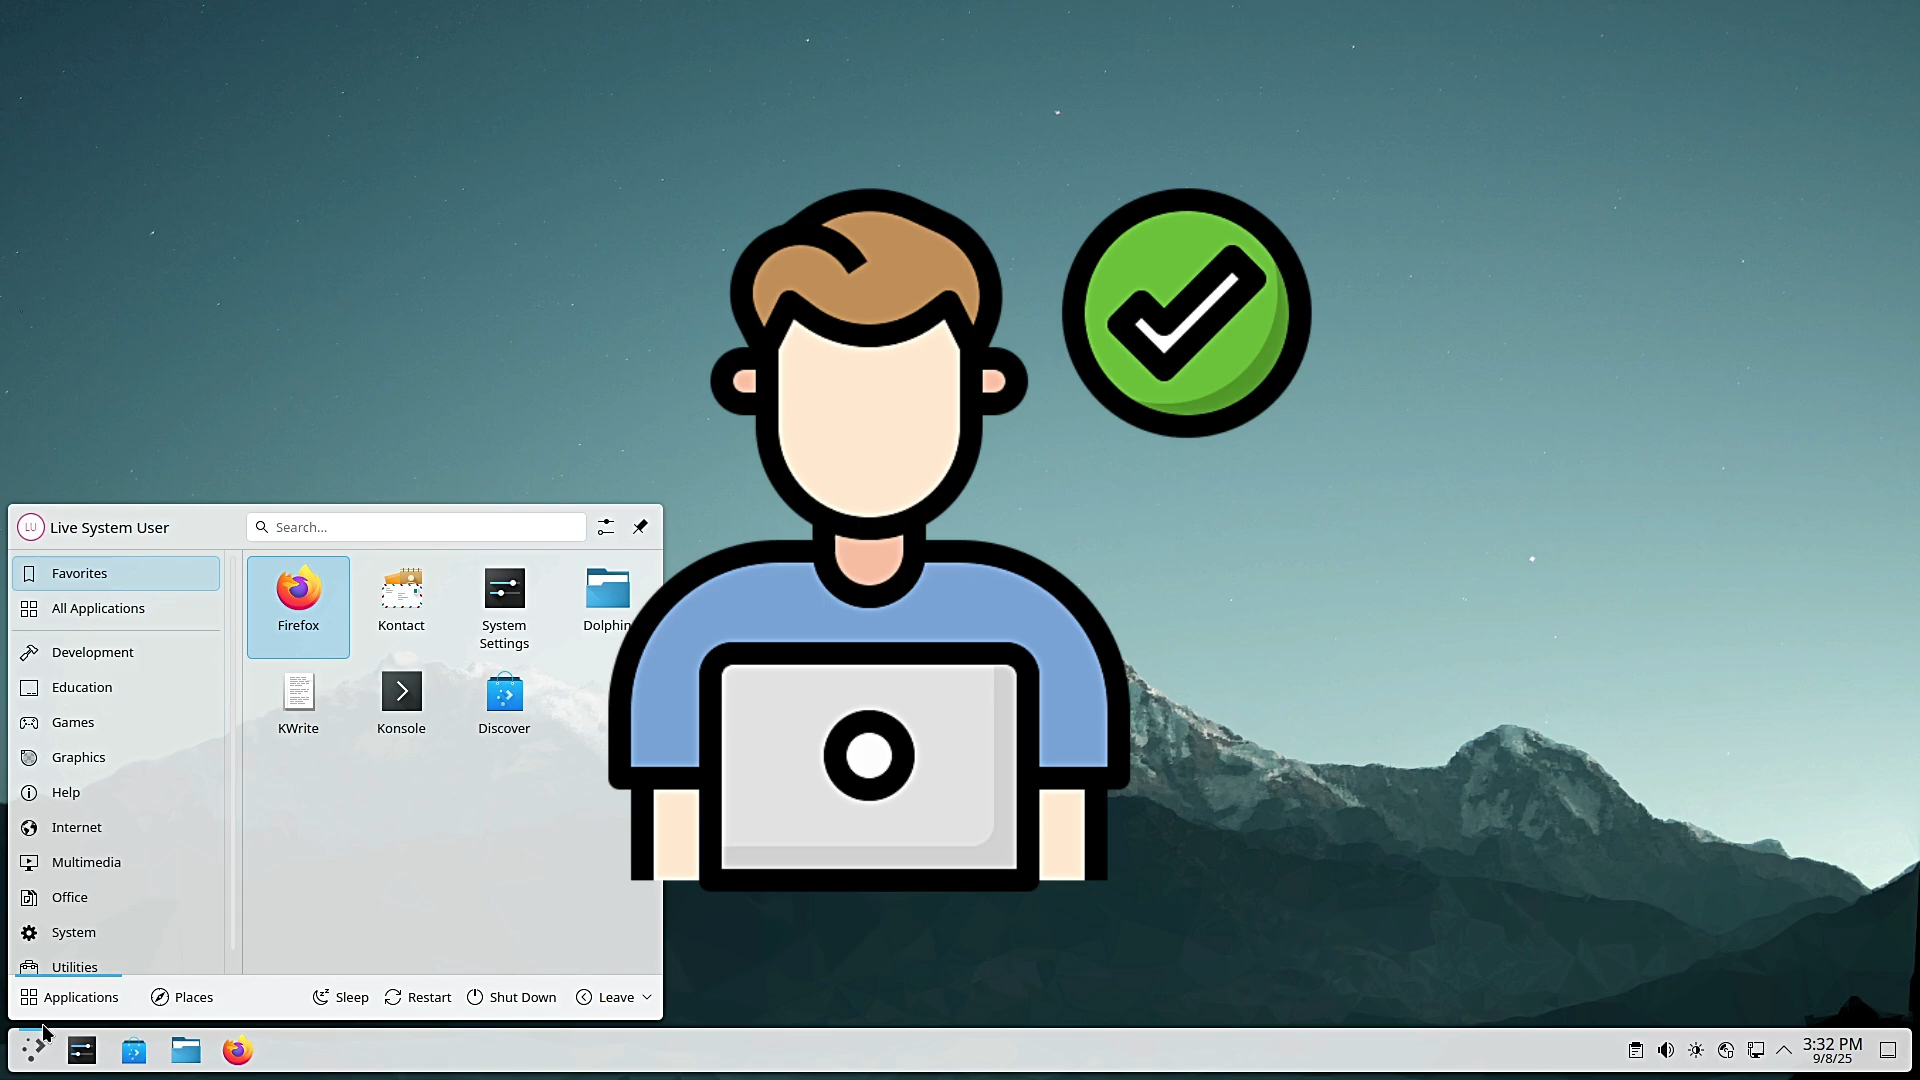 LU Live System User
Search...
Favorites
All Applications
Development
Education
Games
Graphics
Help
Internet
Multimedia
Office
System
Utilities
Firefox
Kontact
System
Settings
Dolphin
KWrite
Konsole
Discover
Applications
Places
Sleep
Restart
Shut Down
Leave
3:32 PM
9/8/25